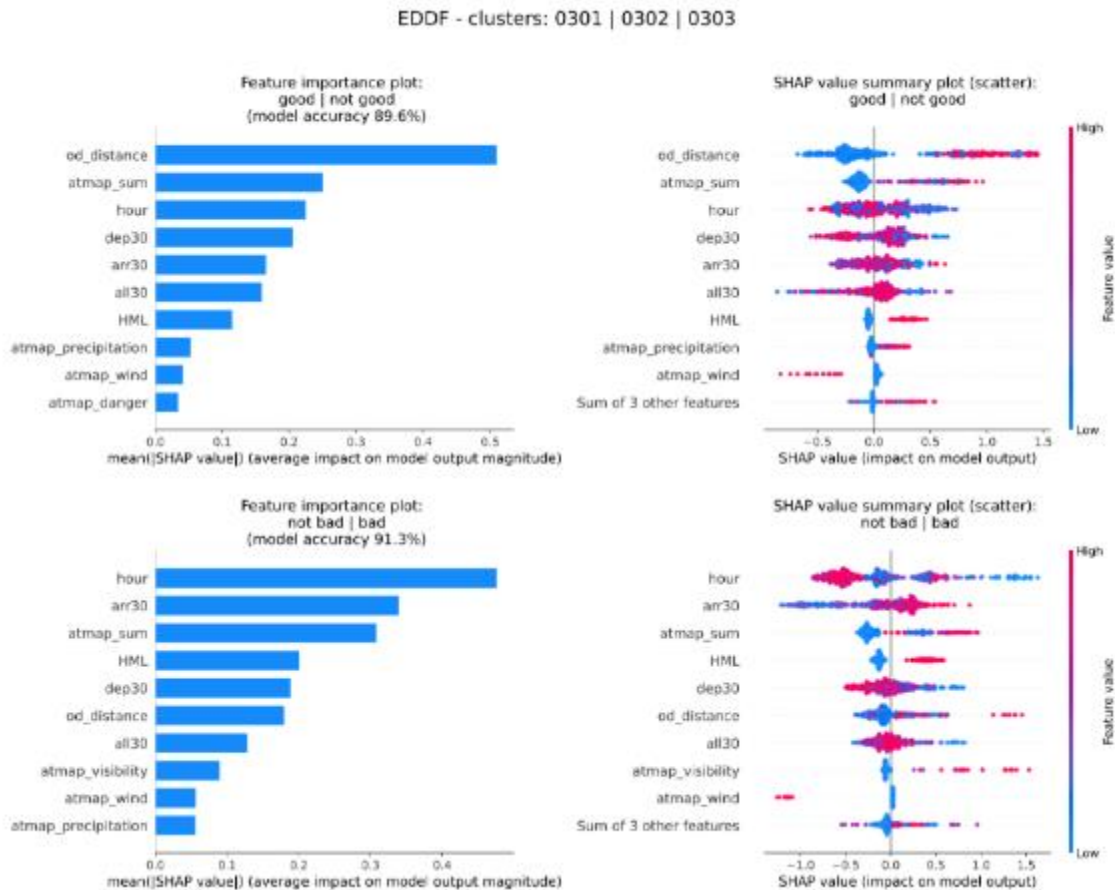 EDDF - clusters: 0301 | 0302 | 0303
Feature importance plot:
good | not good
(model accuracy 89.6%)
od_distance
atmap_sum
hour
dep30
arr30
all30
HML
atmap_precipitation
atmap_wind
atmap_danger
0.0 0.1 0.2 0.3 0.4 0.5
mean(|SHAP value|) (average impact on model output magnitude)
SHAP value summary plot (scatter):
good | not good
od_distance
atmap_sum
hour
dep30
arr30
all30
HML
atmap_precipitation
atmap_wind
Sum of 3 other features
−0.5 0.0 0.5 1.0 1.5
SHAP value (impact on model output)
High
Feature value
Low
Feature importance plot:
not bad | bad
(model accuracy 91.3%)
hour
arr30
atmap_sum
HML
dep30
od_distance
all30
atmap_visibility
atmap_wind
atmap_precipitation
0.0 0.1 0.2 0.3 0.4
mean(|SHAP value|) (average impact on model output magnitude)
SHAP value summary plot (scatter):
not bad | bad
hour
arr30
atmap_sum
HML
dep30
od_distance
all30
atmap_visibility
atmap_wind
Sum of 3 other features
−1.0 −0.5 0.0 0.5 1.0 1.5
SHAP value (impact on model output)
High
Feature value
Low